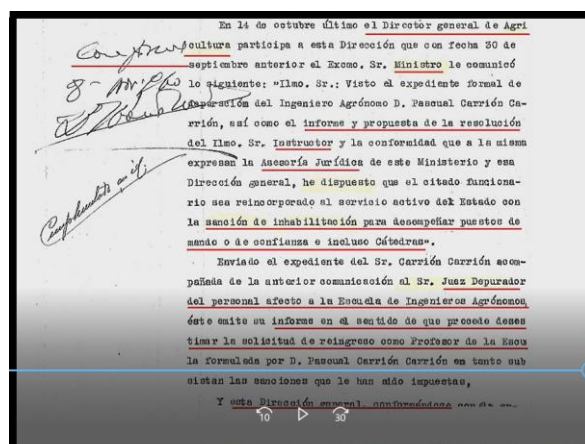 En 14 de octubre último el Director general de Agri
cultura participa a esta Dirección que con fecha 30 de
septiembre anterior el Excmo. Sr. Ministro le comunicó
lo siguiente: "Ilmo. Sr.: Visto el expediente formal de
depuración del Ingeniero Agrónomo D. Pascual Carrión Ca-
rrión, así como el informe y propuesta de la resolución
del Ilmo. Sr. Instructor y la conformidad que a la misma
expresan la Asesoría Jurídica de este Ministerio y esa
Dirección general, he dispuesto que el citado funciona-
rio sea reincorporado al servicio activo del Estado con
la sanción de inhabilitación para desempeñar puestos de
mando o de confianza e incluso Cátedras".
Enviado el expediente del Sr. Carrión Carrión acom-
pañada de la anterior comunicación al Sr. Juez Depurador
del personal afecto a la Escuela de Ingenieros Agrónomos,
éste emite su informe en el sentido de que procede deses
timar la solicitud de reingreso como Profesor de la Escu
la formulada por D. Pascual Carrión Carrión en tanto sub
sistan las sanciones que le han sido impuestas,
Y esta Dirección general, conformándose
10 30
Conforme
8-
Cumplimentado